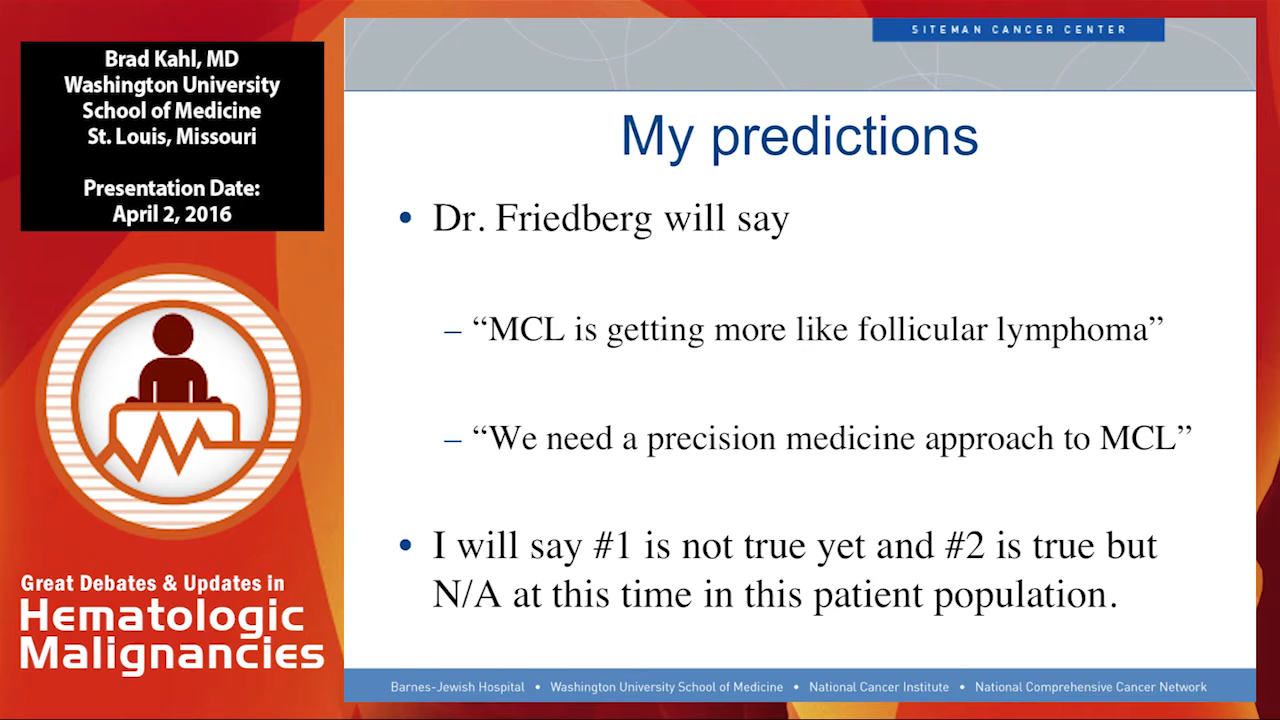 Brad Kahl, MD
Washington University
School of Medicine
St. Louis, Missouri
Presentation Date:
April 2, 2016
Great Debates & Updates in
Hematologic
Malignancies
SITEMAN CANCER CENTER
My predictions
• Dr. Friedberg will say
– “MCL is getting more like follicular lymphoma”
– “We need a precision medicine approach to MCL”
• I will say #1 is not true yet and #2 is true but
N/A at this time in this patient population.
Barnes-Jewish Hospital • Washington University School of Medicine • National Cancer Institute • National Comprehensive Cancer Network